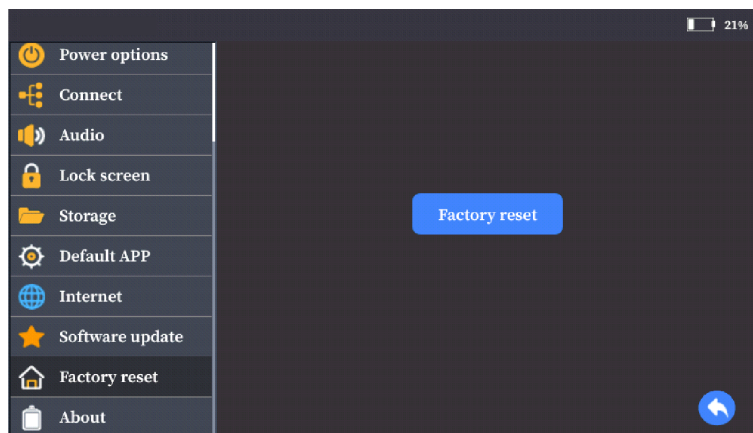 21%
Power options
Connect
Audio
Lock screen
Storage
Factory reset
Default APP
Internet
Software update
Factory reset
About